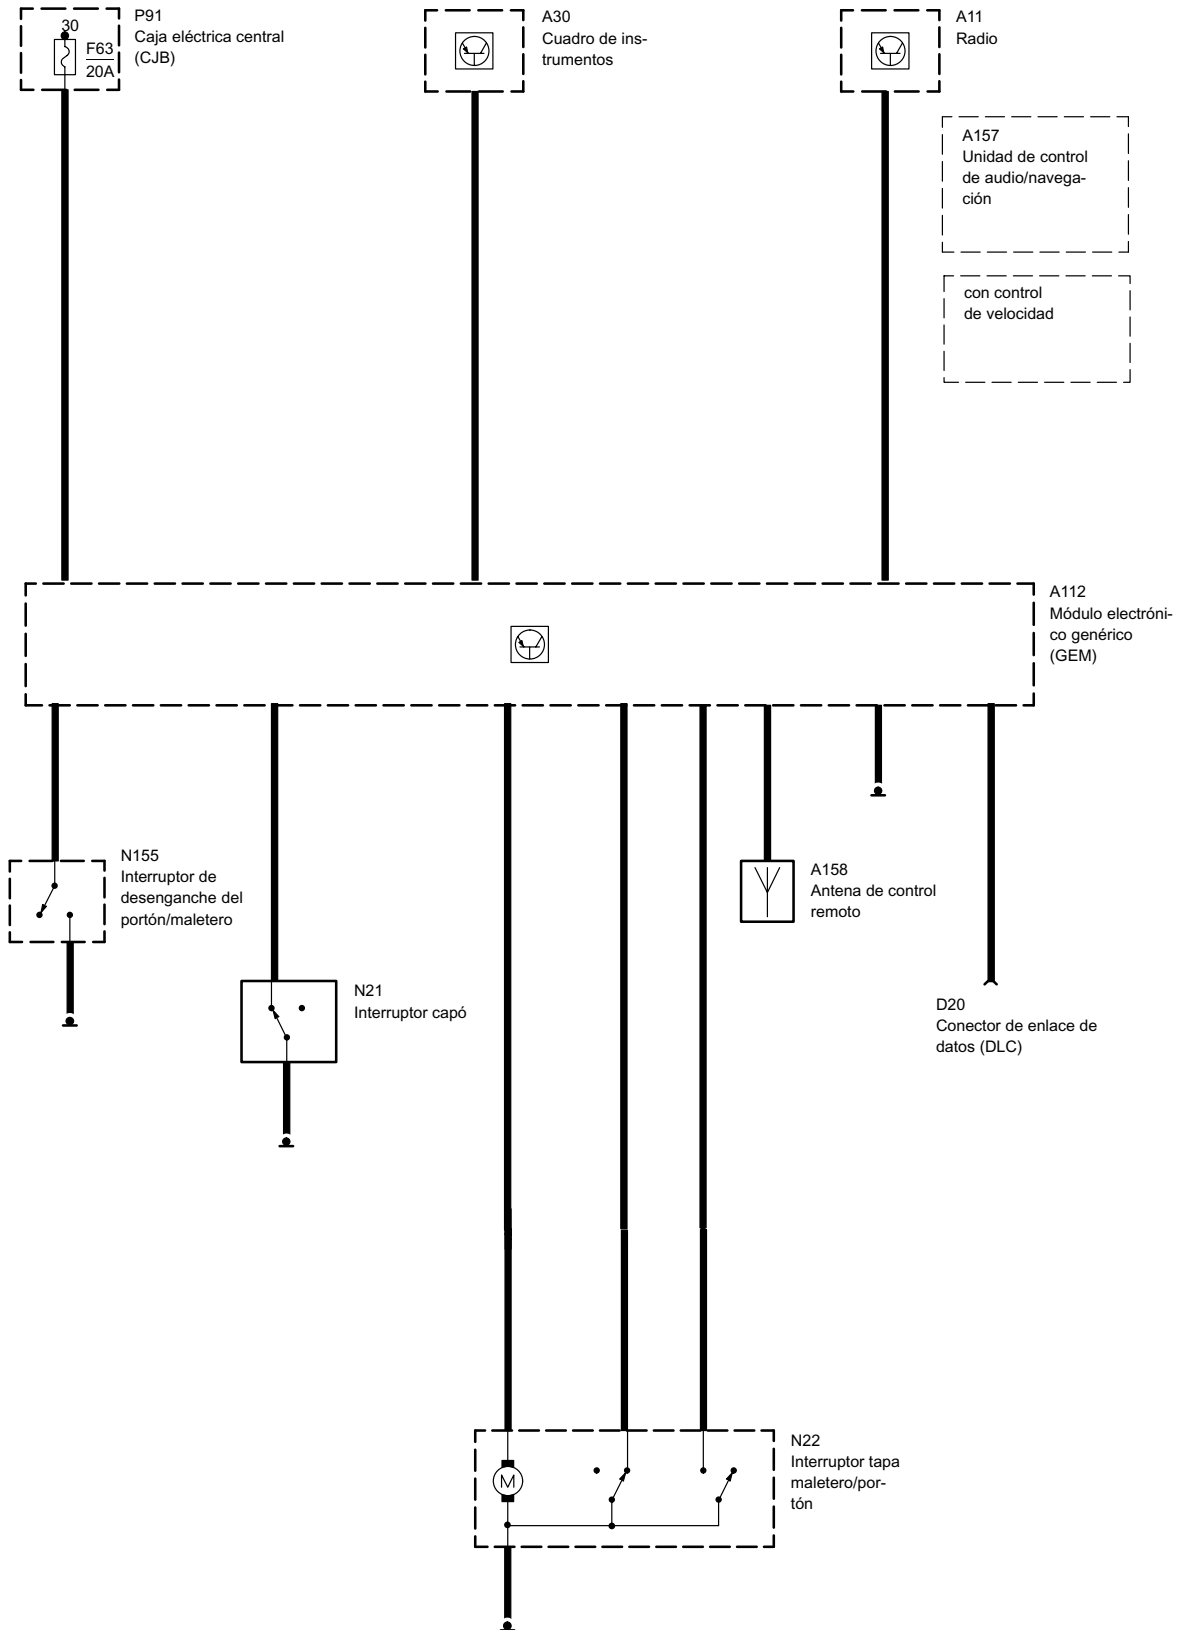 P91
Caja eléctrica central
(CJB)
30
F63
20A
A30
Cuadro de ins-
trumentos
A11
Radio
A157
Unidad de control
de audio/navega-
ción
con control
de velocidad
A112
Módulo electróni-
co genérico
(GEM)
N155
Interruptor de
desenganche del
portón/maletero
A158
Antena de control
remoto
N21
Interruptor capó
D20
Conector de enlace de
datos (DLC)
N22
Interruptor tapa
maletero/por-
tón
M